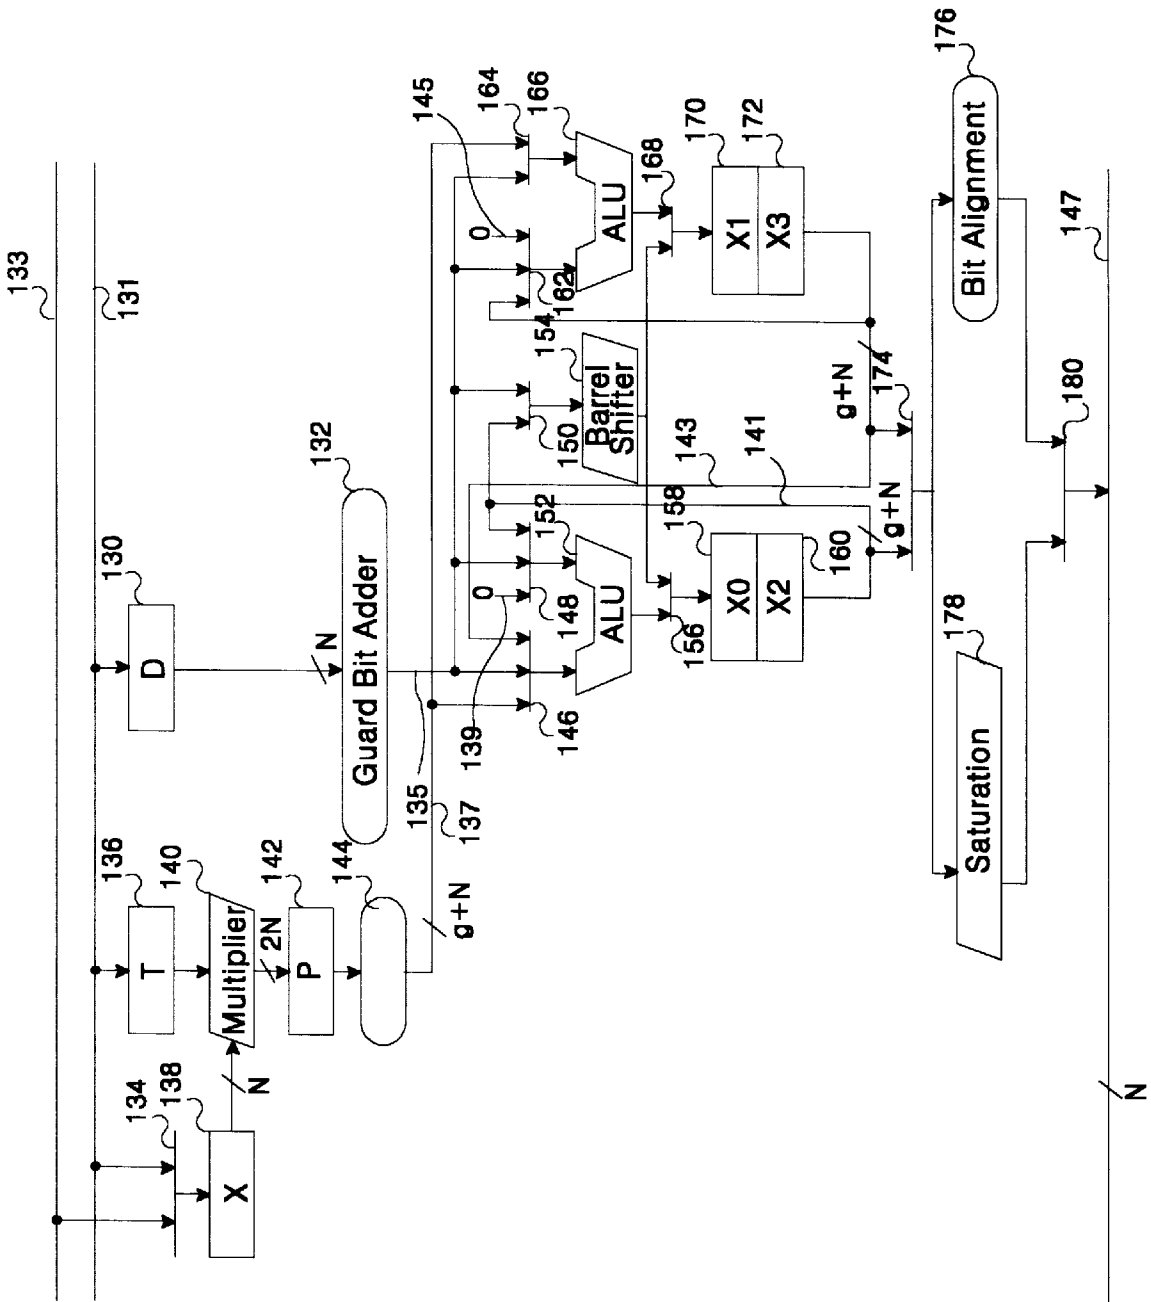 133
131
134
138
X
N
136
T
140
Multiplier
2N
142
P
144
g+N
130
D
N
132
Guard Bit Adder
135
137
139
0
146
148
152
ALU
150
154
Barrel
Shifter
0
145
162
164
166
ALU
156
158
X0
X2
160
143
141
168
170
X1
X3
172
g+N
g+N
174
178
Saturation
176
Bit Alignment
180
147
N